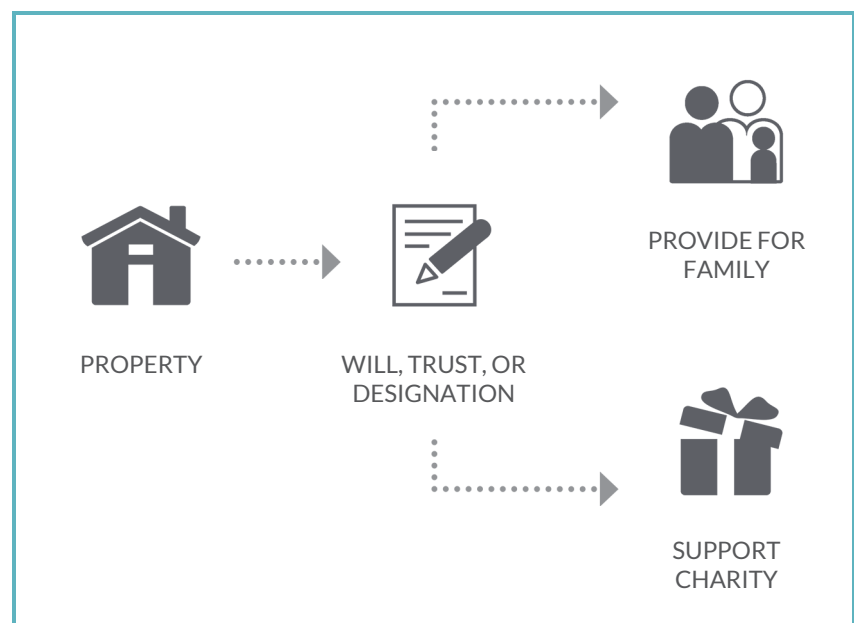 PROPERTY
WILL, TRUST, OR
DESIGNATION
PROVIDE FOR
FAMILY
SUPPORT
CHARITY